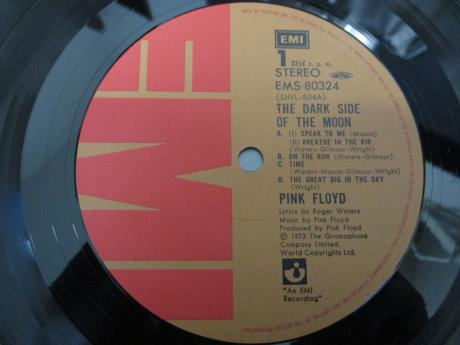 EMI
1
33⅓ r.p.m.
STEREO
EMS-80324
(SHVL-804A)
THE DARK SIDE
OF THE MOON
A. (I) SPEAK TO ME (Mason)
(II) BREATHE IN THE AIR
(Waters-Gilmour-Wright)
B. ON THE RUN (Waters-Gilmour)
C. TIME
(Waters-Mason-Gilmour-Wright)
D. THE GREAT GIG IN THE SKY
(Wright)
PINK FLOYD
Lyrics by Roger Waters
Music by Pink Floyd
Produced by Pink Floyd
℗ 1973 The Gramophone
Company Limited.
World Copyrights Ltd.
"An EMI
Recording"
EMI